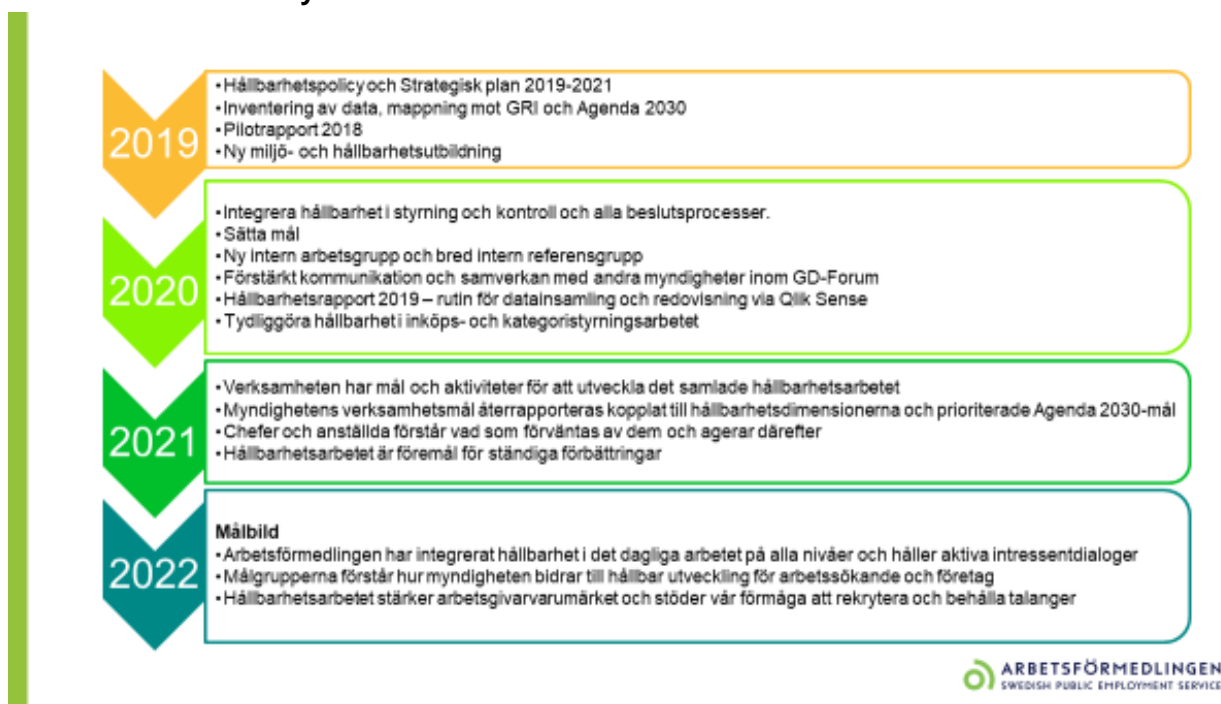 2019
• Hållbarhetspolicy och Strategisk plan 2019-2021
• Inventering av data, mappning mot GRI och Agenda 2030
• Pilotrapport 2018
• Ny miljö- och hållbarhetsutbildning
2020
• Integrera hållbarhet i styrning och kontroll och alla beslutsprocesser.
• Sätta mål
• Ny intern arbetsgrupp och bred intern referensgrupp
• Förstärkt kommunikation och samverkan med andra myndigheter inom GD-Forum
• Hållbarhetsrapport 2019 – rutin för datainsamling och redovisning via Qlik Sense
• Tydliggöra hållbarhet i inköps- och kategoristyrningsarbetet
2021
• Verksamheten har mål och aktiviteter för att utveckla det samlade hållbarhetsarbetet
• Myndighetens verksamhetsmål återrapporteras kopplat till hållbarhetsdimensionerna och prioriterade Agenda 2030-mål
• Chefer och anställda förstår vad som förväntas av dem och agerar därefter
• Hållbarhetsarbetet är föremål för ständiga förbättringar
2022
Målbild
• Arbetsförmedlingen har integrerat hållbarhet i det dagliga arbetet på alla nivåer och håller aktiva intressentdialoger
• Målgrupperna förstår hur myndigheten bidrar till hållbar utveckling för arbetssökande och företag
• Hållbarhetsarbetet stärker arbetsgivarvarumärket och stöder vår förmåga att rekrytera och behålla talanger
ARBETSFÖRMEDLINGEN
SWEDISH PUBLIC EMPLOYMENT SERVICE